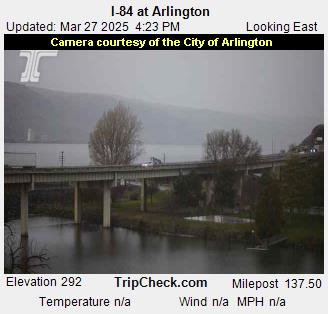 I-84 at Arlington
Updated: Mar 27 2025 4:23 PM Looking East
Camera courtesy of the City of Arlington
Elevation 292 TripCheck.com Milepost 137.50
Temperature n/a Wind n/a MPH n/a